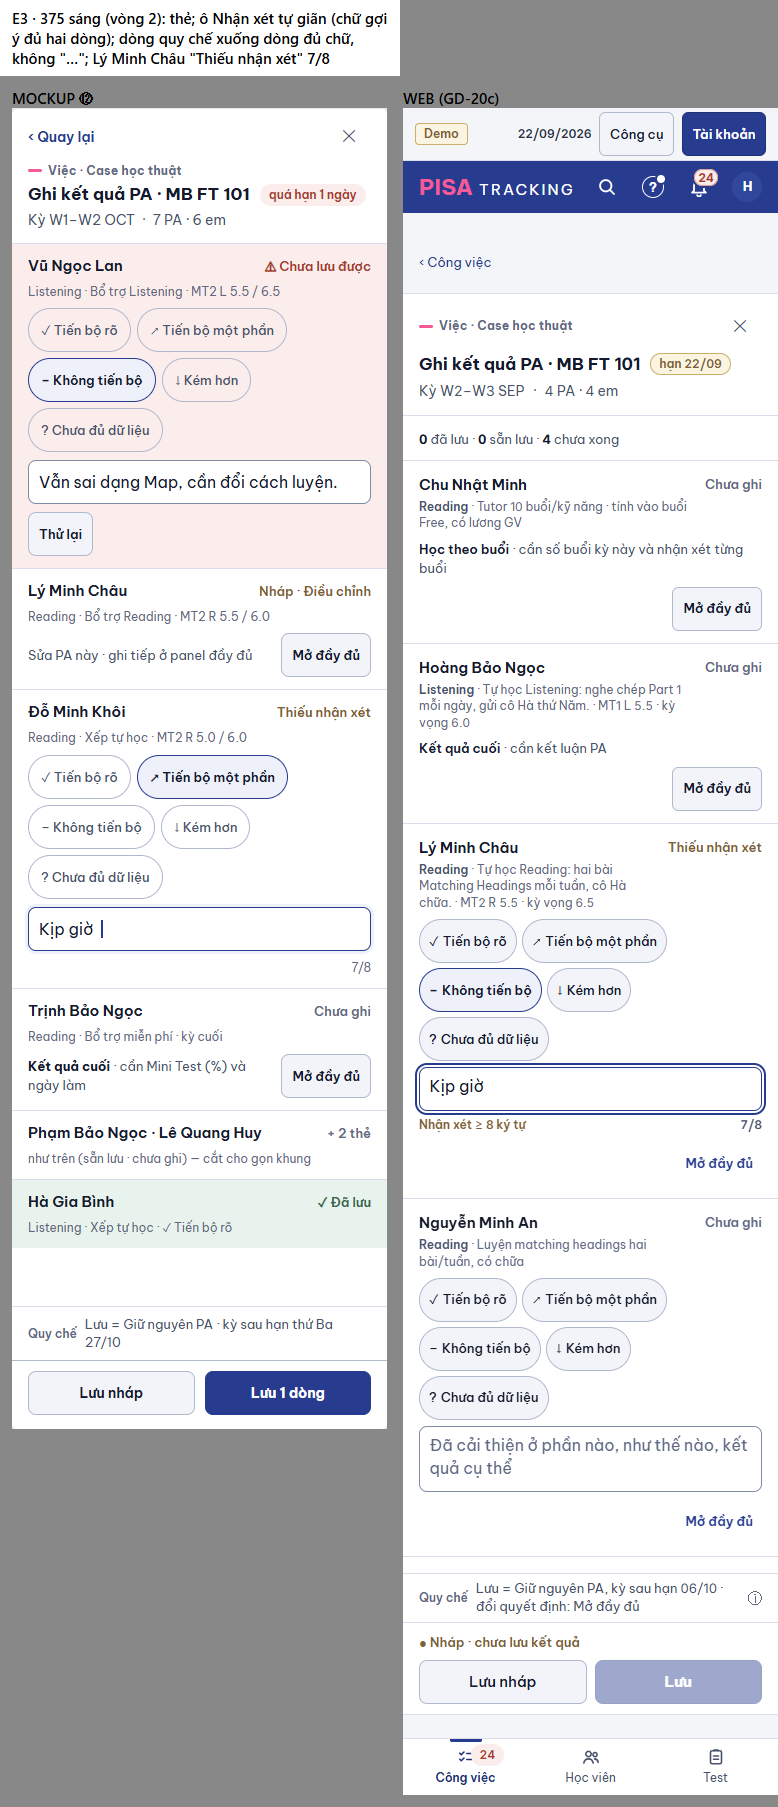 E3 · 375 sáng (vòng 2): thẻ; ô Nhận xét tự giãn (chữ gợi
ý đủ hai dòng); dòng quy chế xuống dòng đủ chữ,
không "..."; Lý Minh Châu "Thiếu nhận xét" 7/8
MOCKUP ⑫
‹ Quay lại
Việc · Case học thuật
Ghi kết quả PA · MB FT 101 quá hạn 1 ngày
Kỳ W1–W2 OCT · 7 PA · 6 em
Vũ Ngọc Lan ⚠ Chưa lưu được
Listening · Bổ trợ Listening · MT2 L 5.5 / 6.5
✓ Tiến bộ rõ ↗ Tiến bộ một phần
– Không tiến bộ ↓ Kém hơn
? Chưa đủ dữ liệu
Vẫn sai dạng Map, cần đổi cách luyện.
Thử lại
Lý Minh Châu Nháp · Điều chỉnh
Reading · Bổ trợ Reading · MT2 R 5.5 / 6.0
Sửa PA này · ghi tiếp ở panel đầy đủ Mở đầy đủ
Đỗ Minh Khôi Thiếu nhận xét
Reading · Xếp tự học · MT2 R 5.0 / 6.0
✓ Tiến bộ rõ ↗ Tiến bộ một phần
– Không tiến bộ ↓ Kém hơn
? Chưa đủ dữ liệu
Kịp giờ
7/8
Trịnh Bảo Ngọc Chưa ghi
Reading · Bổ trợ miễn phí · kỳ cuối
Kết quả cuối · cần Mini Test (%) và
ngày làm
Mở đầy đủ
Phạm Bảo Ngọc · Lê Quang Huy + 2 thẻ
như trên (sẵn lưu · chưa ghi) — cắt cho gọn khung
Hà Gia Bình ✓ Đã lưu
Listening · Xếp tự học · ✓ Tiến bộ rõ
Quy chế Lưu = Giữ nguyên PA · kỳ sau hạn thứ Ba
27/10
Lưu nháp Lưu 1 dòng
WEB (GD-20c)
Demo 22/09/2026 Công cụ Tài khoản
PISA TRACKING ? 24 H
‹ Công việc
Việc · Case học thuật
Ghi kết quả PA · MB FT 101 hạn 22/09
Kỳ W2–W3 SEP · 4 PA · 4 em
0 đã lưu · 0 sẵn lưu · 4 chưa xong
Chu Nhật Minh Chưa ghi
Reading · Tutor 10 buổi/kỹ năng · tính vào buổi
Free, có lương GV
Học theo buổi · cần số buổi kỳ này và nhận xét từng
buổi
Mở đầy đủ
Hoàng Bảo Ngọc Chưa ghi
Listening · Tự học Listening: nghe chép Part 1
mỗi ngày, gửi cô Hà thứ Năm. · MT1 L 5.5 · kỳ
vọng 6.0
Kết quả cuối · cần kết luận PA
Mở đầy đủ
Lý Minh Châu Thiếu nhận xét
Reading · Tự học Reading: hai bài
Matching Headings mỗi tuần, cô Hà
chữa. · MT2 R 5.5 · kỳ vọng 6.5
✓ Tiến bộ rõ ↗ Tiến bộ một phần
– Không tiến bộ ↓ Kém hơn
? Chưa đủ dữ liệu
Kịp giờ
Nhận xét ≥ 8 ký tự 7/8
Mở đầy đủ
Nguyễn Minh An Chưa ghi
Reading · Luyện matching headings hai
bài/tuần, có chữa
✓ Tiến bộ rõ ↗ Tiến bộ một phần
– Không tiến bộ ↓ Kém hơn
? Chưa đủ dữ liệu
Đã cải thiện ở phần nào, như thế nào, kết
quả cụ thể
Mở đầy đủ
Quy chế Lưu = Giữ nguyên PA, kỳ sau hạn 06/10 ·
đổi quyết định: Mở đầy đủ
● Nháp · chưa lưu kết quả
Lưu nháp Lưu
24
Công việc Học viên Test